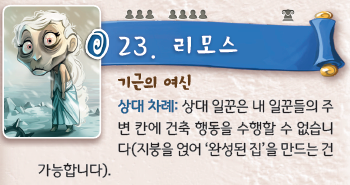 23. 리모스
기근의 여신
상대 차례: 상대 일꾼은 내 일꾼들의 주
변 칸에 건축 행동을 수행할 수 없습니
다(지붕을 얹어 '완성된 집'을 만드는 건
가능합니다).